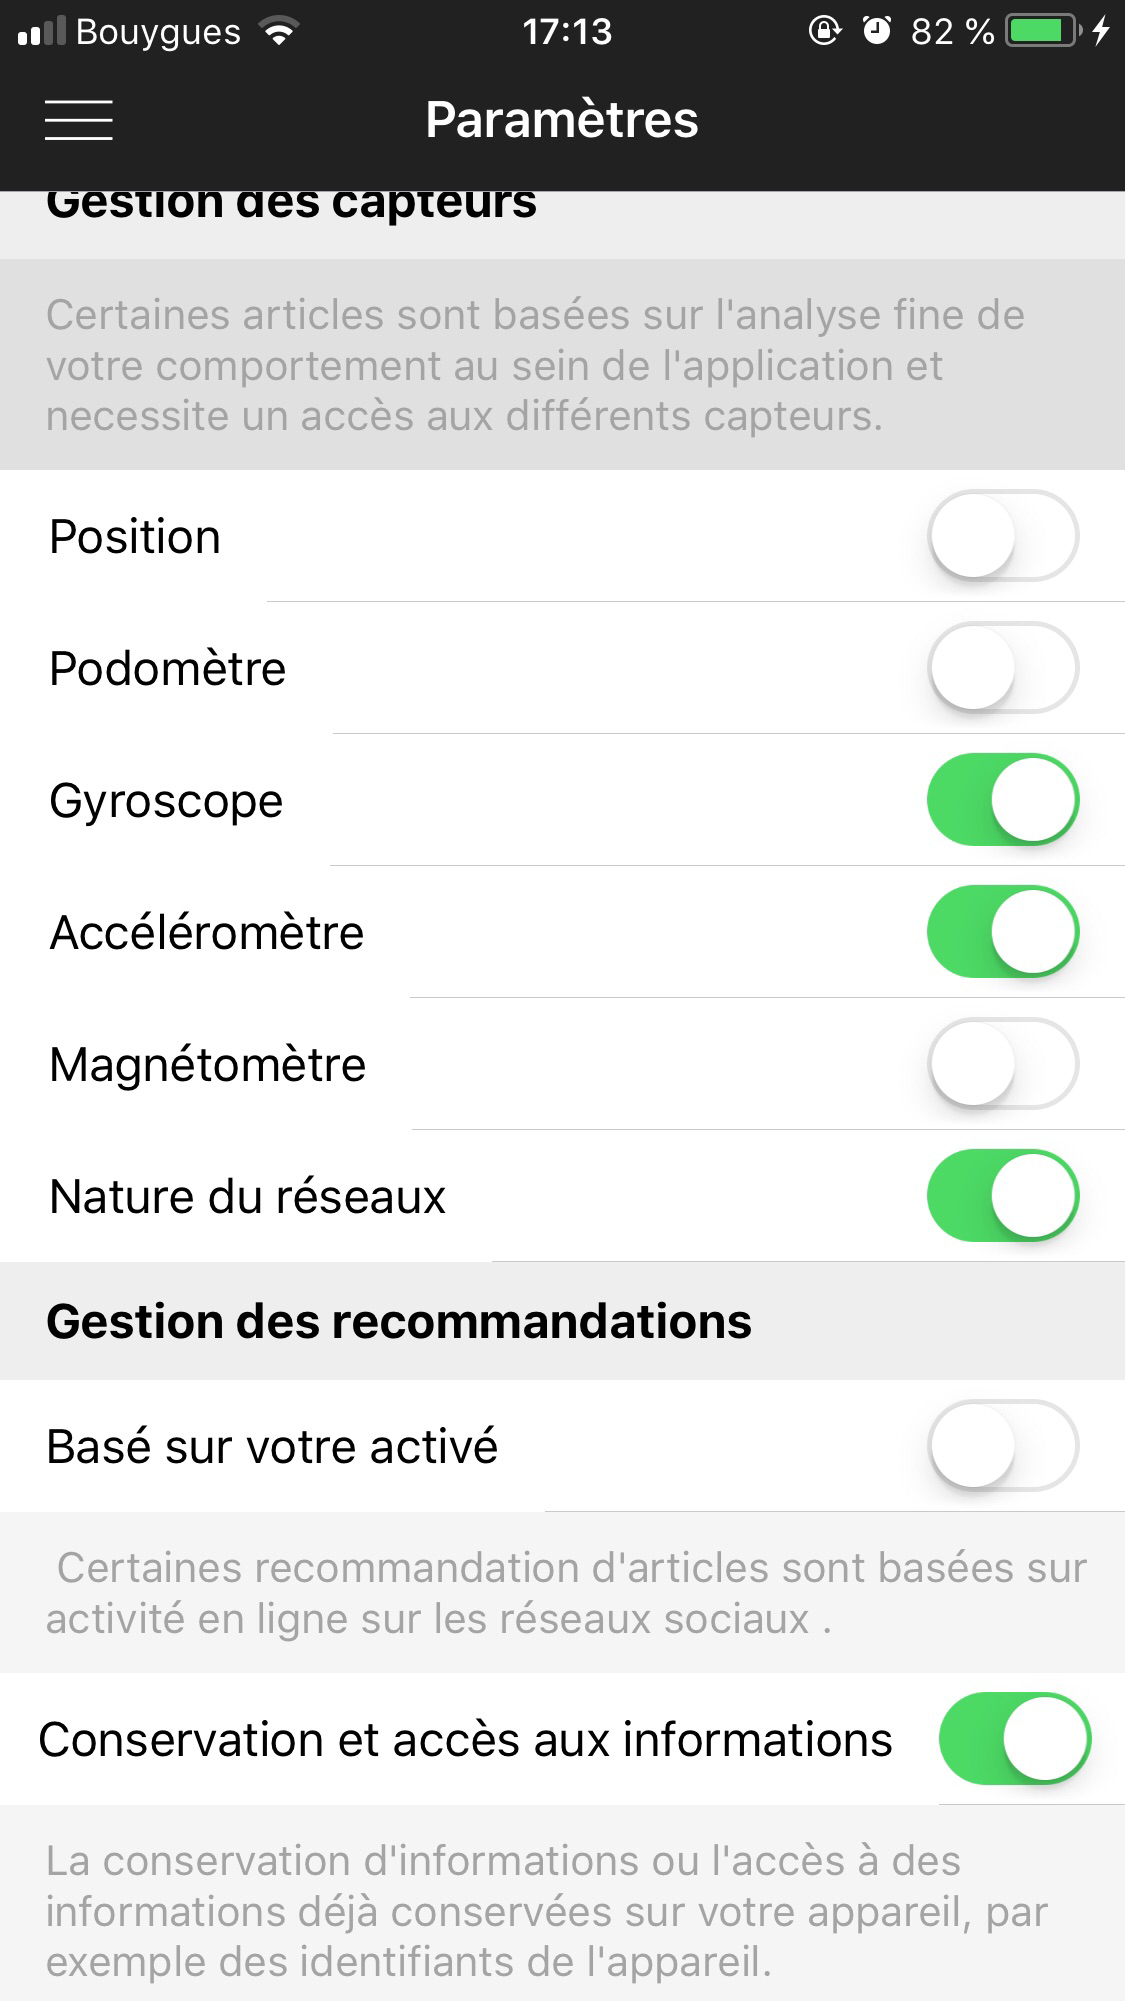 Bouygues 17:13 82 %
Paramètres
Gestion des capteurs
Certaines articles sont basées sur l'analyse fine de
votre comportement au sein de l'application et
necessite un accès aux différents capteurs.
Position
Podomètre
Gyroscope
Accéléromètre
Magnétomètre
Nature du réseaux
Gestion des recommandations
Basé sur votre activé
Certaines recommandation d'articles sont basées sur
activité en ligne sur les réseaux sociaux .
Conservation et accès aux informations
La conservation d'informations ou l'accès à des
informations déjà conservées sur votre appareil, par
exemple des identifiants de l'appareil.